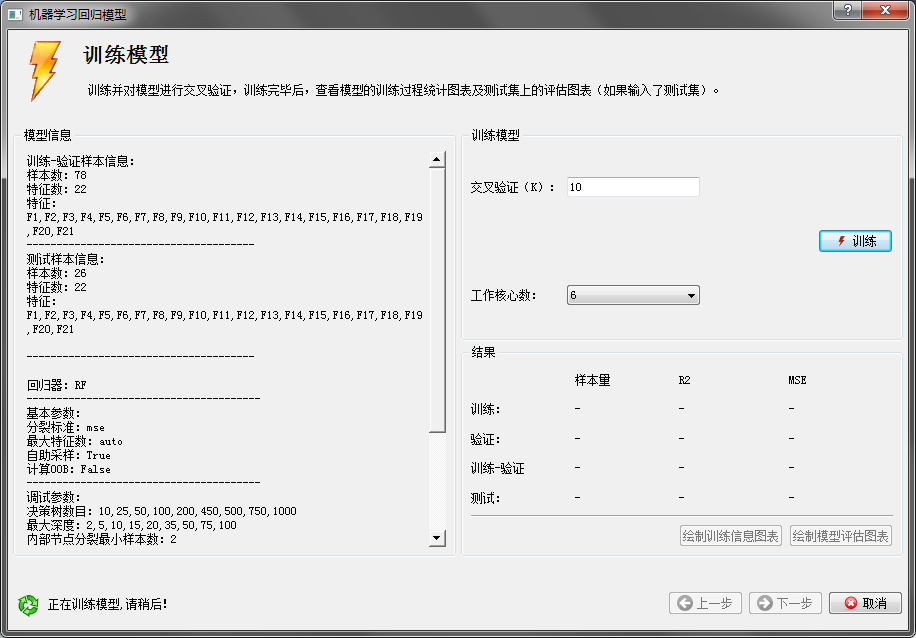 机器学习回归模型
训练模型
训练并对模型进行交叉验证，训练完毕后，查看模型的训练过程统计图表及测试集上的评估图表（如果输入了测试集）。
模型信息
训练-验证样本信息：
样本数：78
特征数：22
特征：
F1,F2,F3,F4,F5,F6,F7,F8,F9,F10,F11,F12,F13,F14,F15,F16,F17,F18,F19
,F20,F21
-------------------------------------
测试样本信息：
样本数：26
特征数：22
特征：
F1,F2,F3,F4,F5,F6,F7,F8,F9,F10,F11,F12,F13,F14,F15,F16,F17,F18,F19
,F20,F21
-------------------------------------
回归器：RF
--------------------------------------
基本参数：
分裂标准：mse
最大特征数：auto
自助采样：True
计算OOB：False
--------------------------------------
调试参数：
决策树数目：10,25,50,100,200,450,500,750,1000
最大深度：2,5,10,15,20,35,50,75,100
内部节点分裂最小样本数：2
训练模型
交叉验证（K）： 10
训练
工作核心数： 6
结果
样本量 R2 MSE
训练： - - -
验证： - - -
训练-验证 - - -
测试： - - -
绘制训练信息图表 绘制模型评估图表
正在训练模型,请稍后!
上一步 下一步 取消